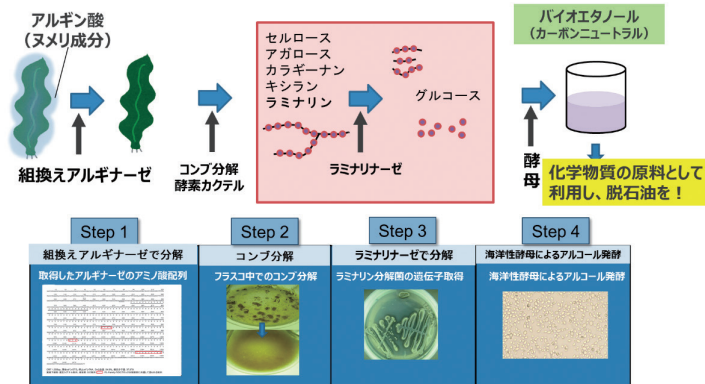 アルギン酸
(ヌメリ成分)
組換えアルギナーゼ
コンブ分解
酵素カクテル
セルロース
アガロース
カラギーナン
キシラン
ラミナリン
グルコース
ラミナリナーゼ
バイオエタノール
(カーボンニュートラル)
酵母
化学物質の原料として
利用し、脱石油を！
Step 1
組換えアルギナーゼで分解
取得したアルギナーゼのアミノ酸配列
Step 2
コンブ分解
フラスコ中でのコンブ分解
Step 3
ラミナリナーゼで分解
ラミナリン分解菌の遺伝子取得
Step 4
海洋性酵母によるアルコール発酵
海洋性酵母によるアルコール発酵